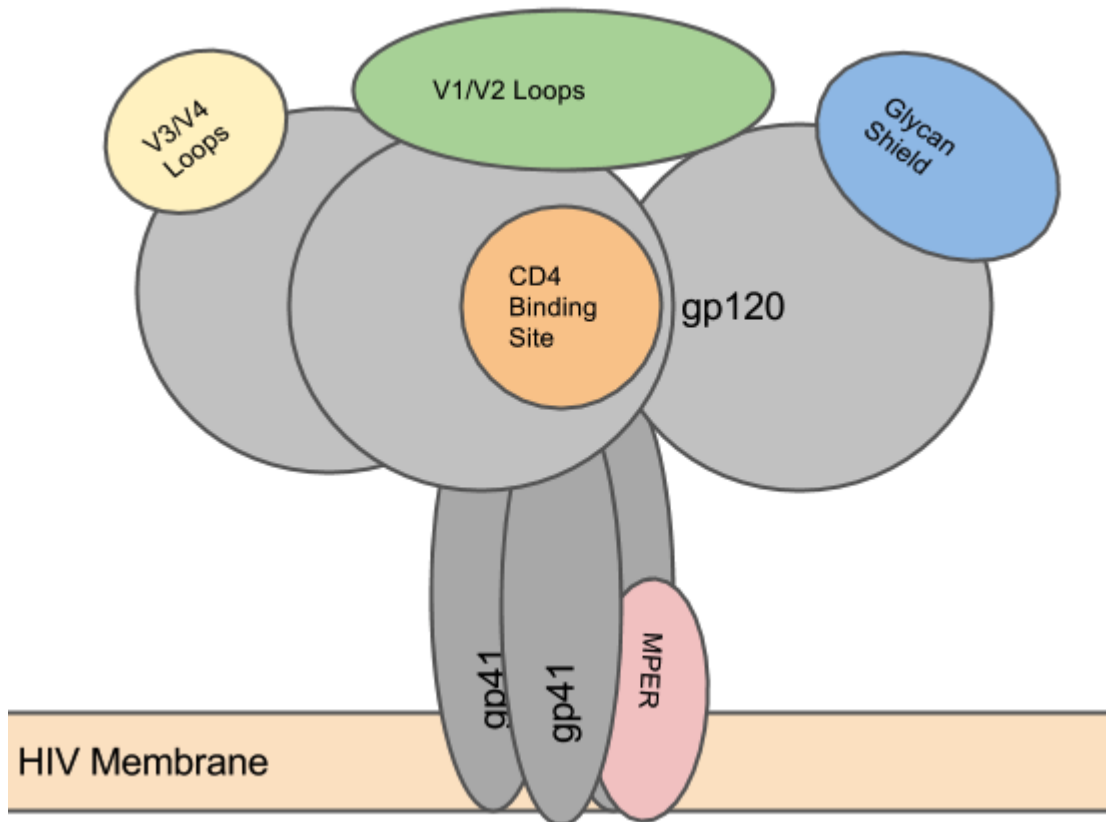 V1/V2 Loops
V3/V4
Loops
Glycan
Shield
CD4
Binding
Site
gp120
gp41
gp41
MPER
HIV Membrane